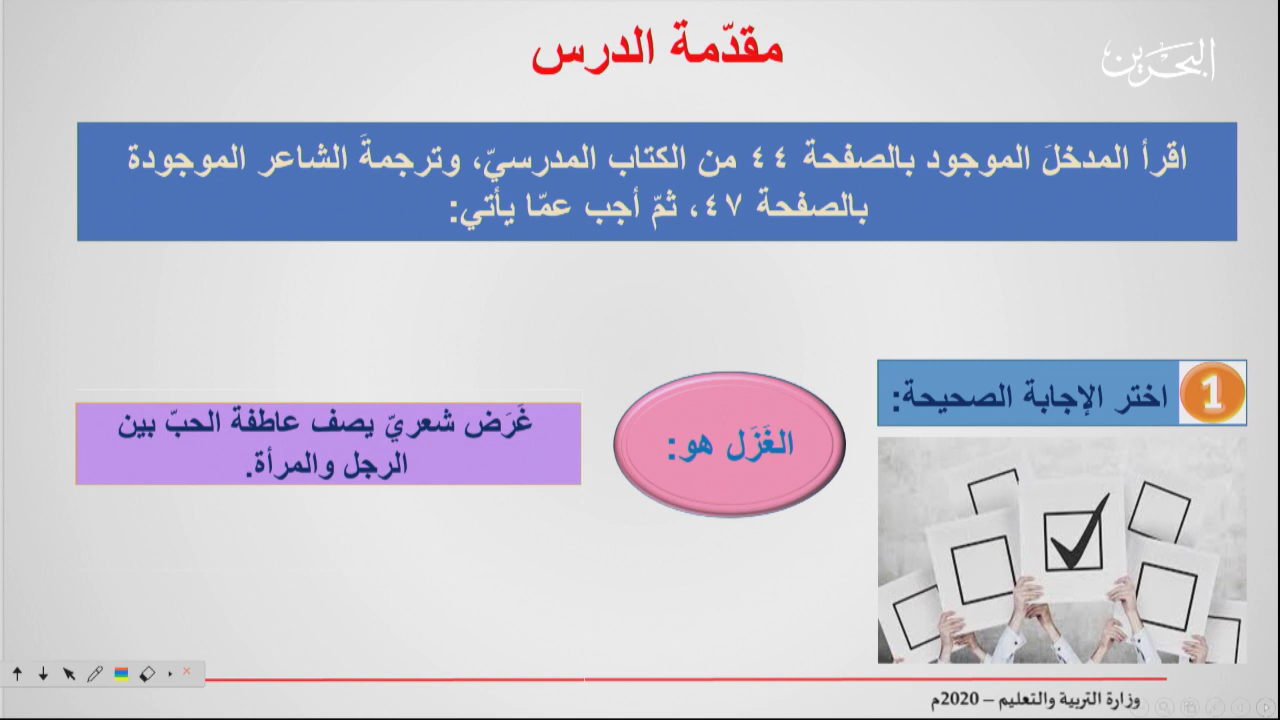 مقدّمة الدرس
البحرين
اقرأ المدخلَ الموجود بالصفحة ٤٤ من الكتاب المدرسيّ، وترجمةَ الشاعر الموجودة
بالصفحة ٤٧، ثمّ أجب عمّا يأتي:
1 اختر الإجابة الصحيحة:
الغَزَل هو:
غَرَض شعريّ يصف عاطفة الحبّ بين
الرجل والمرأة.
وزارة التربية والتعليم – 2020م